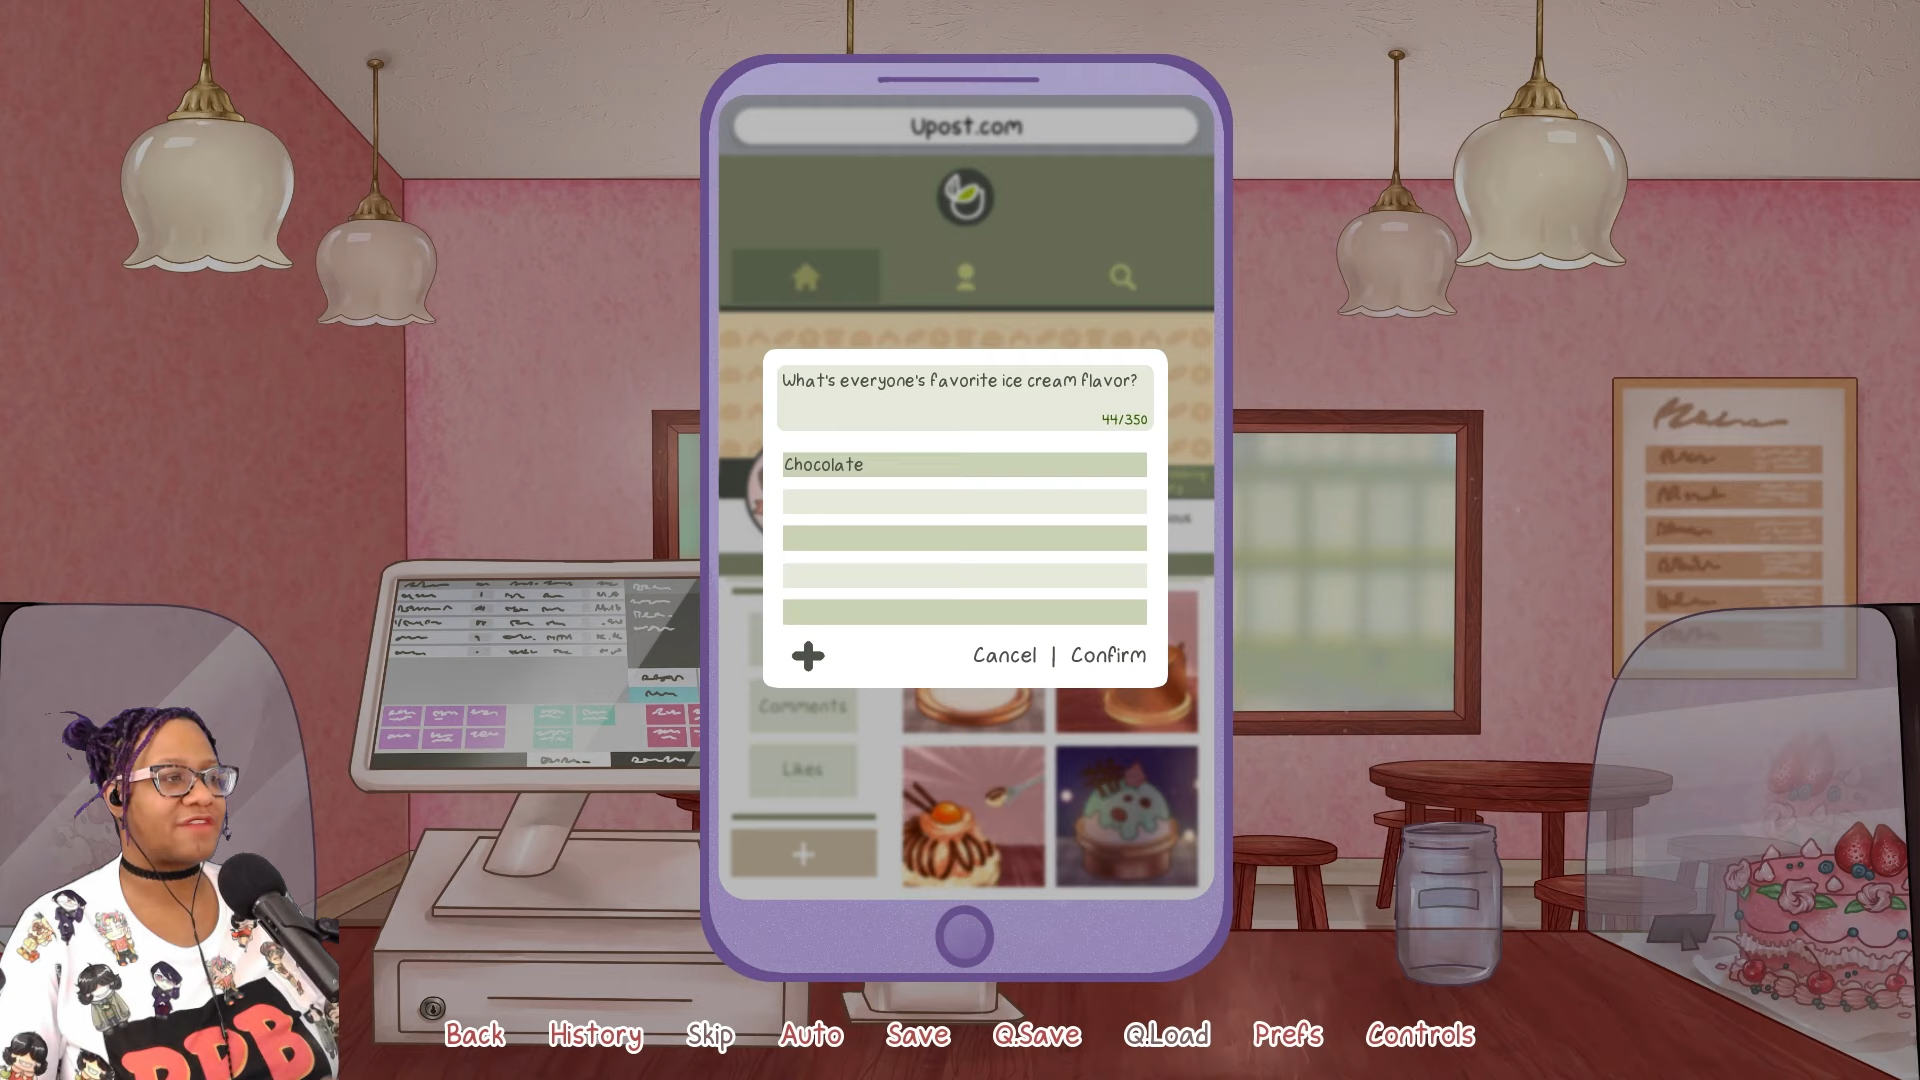 Upost.com
What's everyone's favorite ice cream flavor?
44/350
Chocolate
Cancel | Confirm
Comments
Likes
Back History Skip Auto Save Q.Save Q.Load Prefs Controls